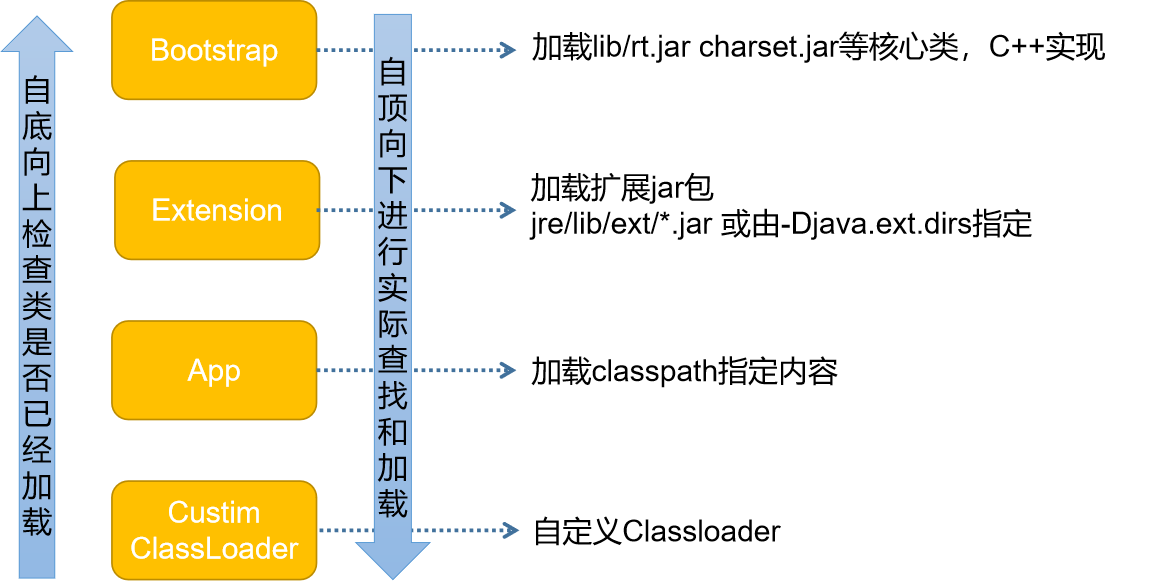 自底向上检查类是否已经加载
自顶向下进行实际查找和加载
Bootstrap
加载lib/rt.jar charset.jar等核心类，C++实现
Extension
加载扩展jar包
jre/lib/ext/*.jar 或由-Djava.ext.dirs指定
App
加载classpath指定内容
Custim
ClassLoader
自定义Classloader